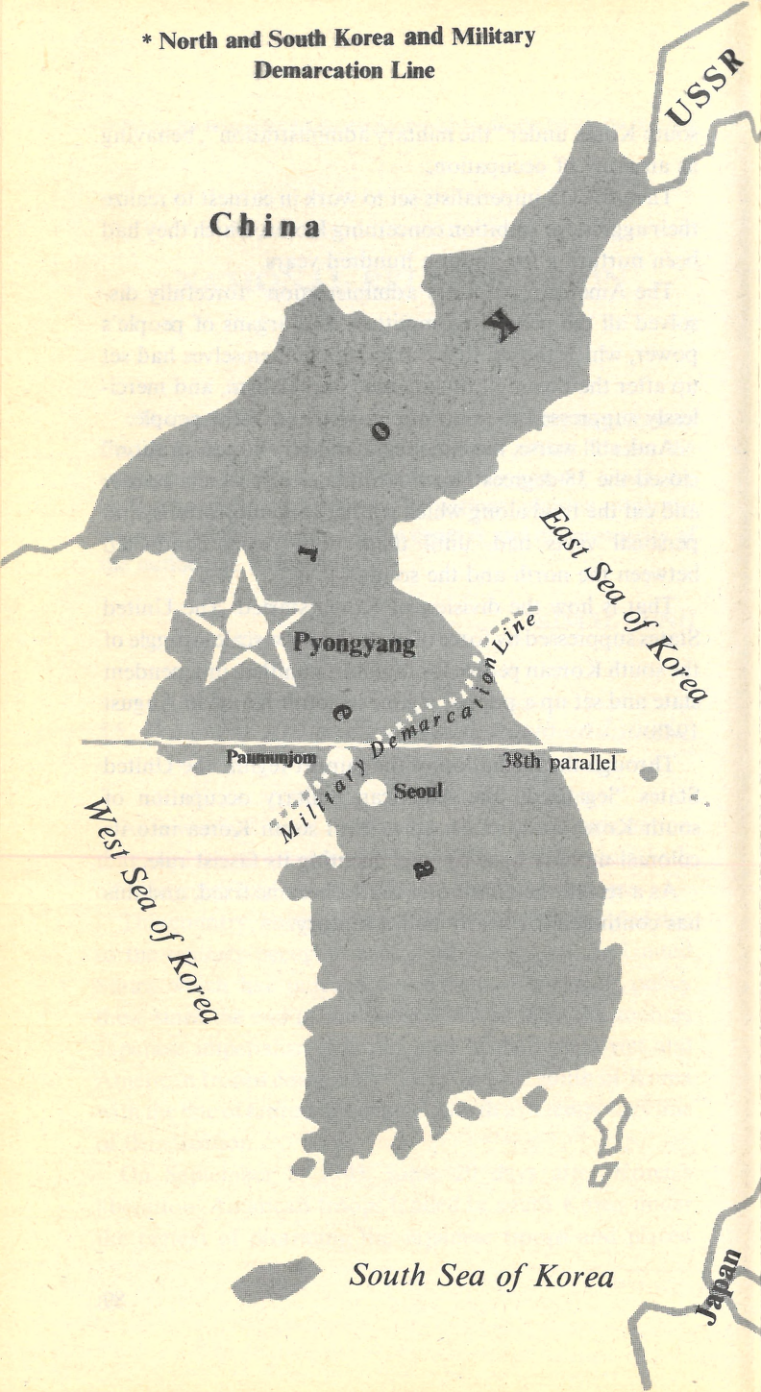 * North and South Korea and Military
Demarcation Line
USSR
China
K
o
r
e
a
East Sea of Korea
Pyongyang
Military Demarcation Line
Panmunjom
38th parallel
Seoul
West Sea of Korea
South Sea of Korea
Japan